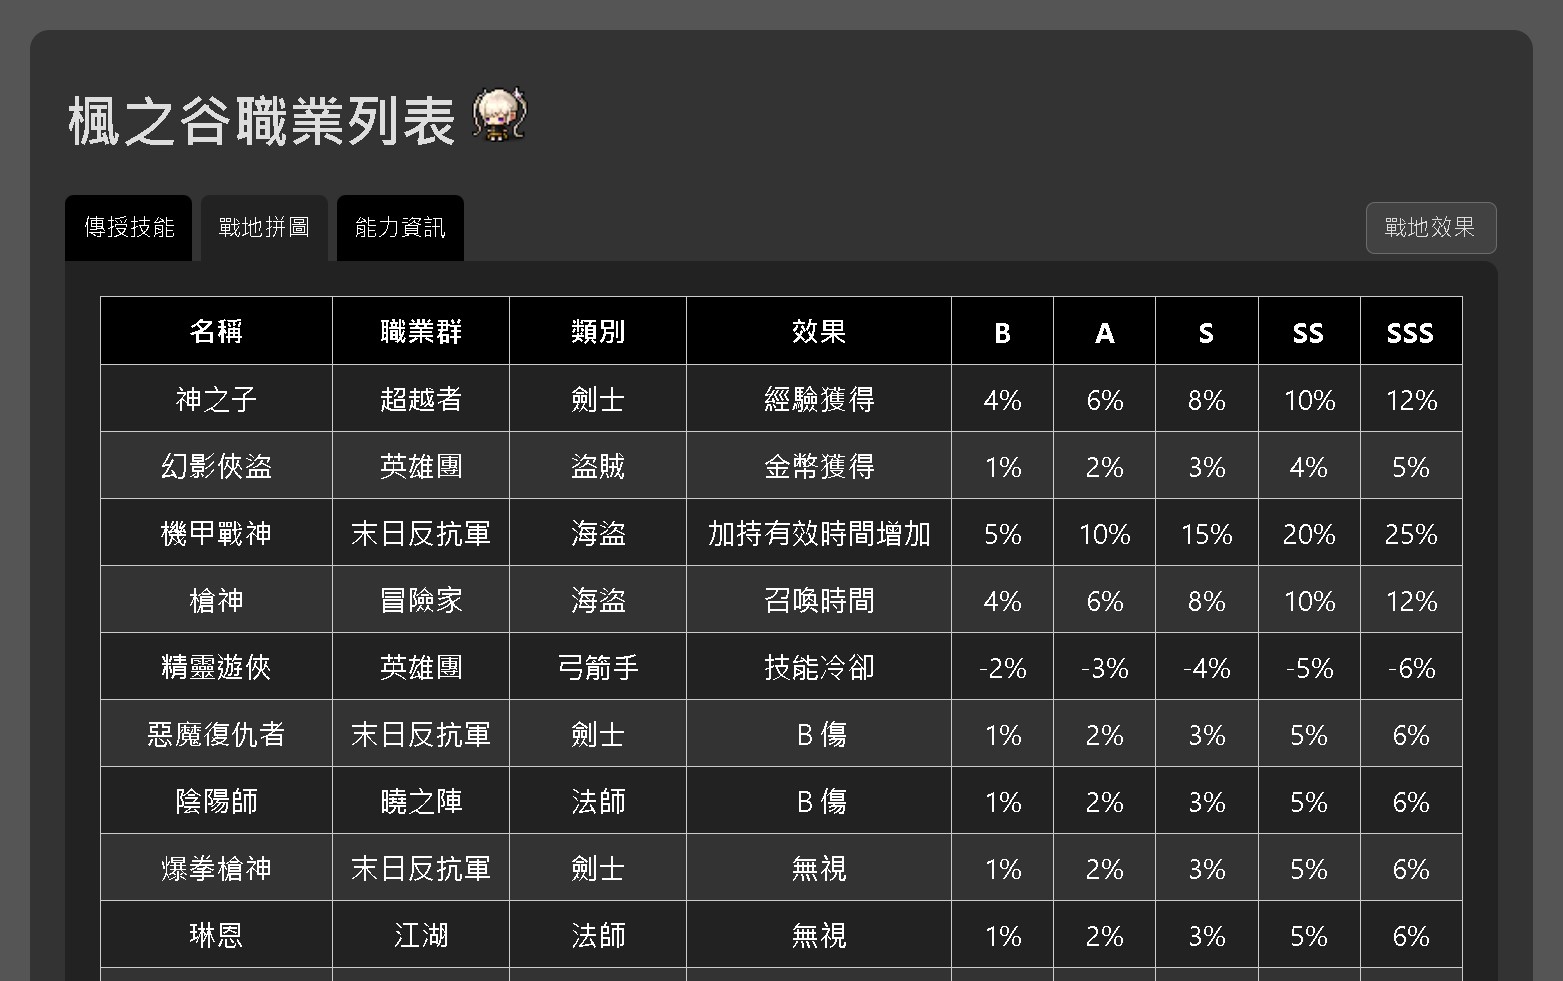 楓之谷職業列表
傳授技能 戰地拼圖 能力資訊 戰地效果
名稱 職業群 類別 效果 B A S SS SSS
神之子 超越者 劍士 經驗獲得 4% 6% 8% 10% 12%
幻影俠盜 英雄團 盜賊 金幣獲得 1% 2% 3% 4% 5%
機甲戰神 末日反抗軍 海盜 加持有效時間增加 5% 10% 15% 20% 25%
槍神 冒險家 海盜 召喚時間 4% 6% 8% 10% 12%
精靈遊俠 英雄團 弓箭手 技能冷卻 -2% -3% -4% -5% -6%
惡魔復仇者 末日反抗軍 劍士 B 傷 1% 2% 3% 5% 6%
陰陽師 曉之陣 法師 B 傷 1% 2% 3% 5% 6%
爆拳槍神 末日反抗軍 劍士 無視 1% 2% 3% 5% 6%
琳恩 江湖 法師 無視 1% 2% 3% 5% 6%